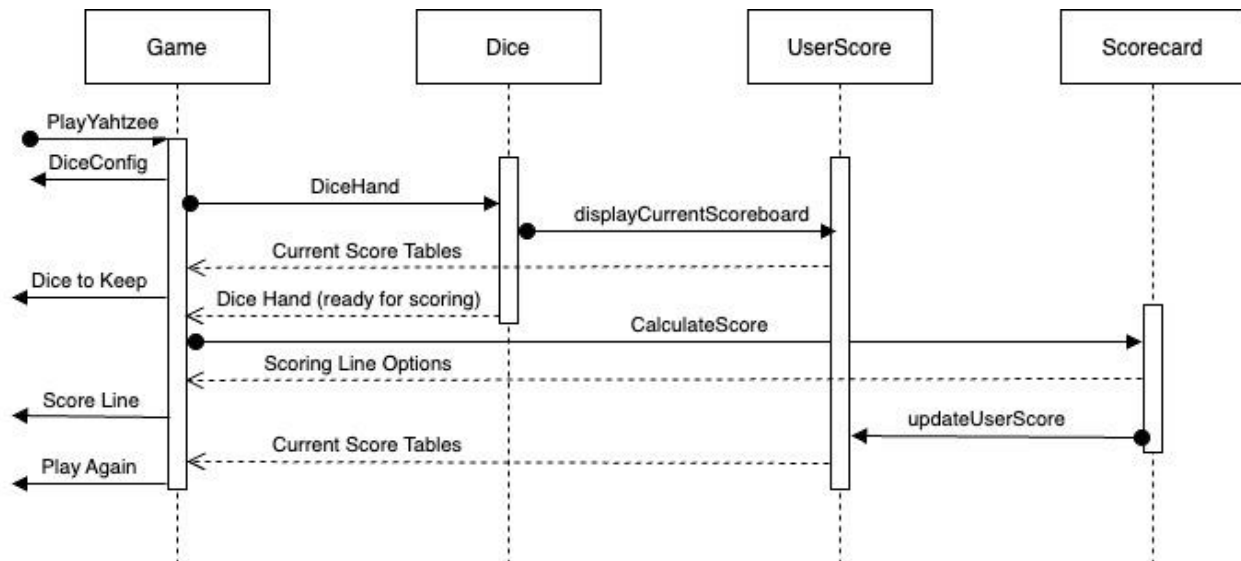 Game
Dice
UserScore
Scorecard
PlayYahtzee
DiceConfig
DiceHand
displayCurrentScoreboard
Current Score Tables
Dice to Keep
Dice Hand (ready for scoring)
CalculateScore
Scoring Line Options
Score Line
updateUserScore
Current Score Tables
Play Again